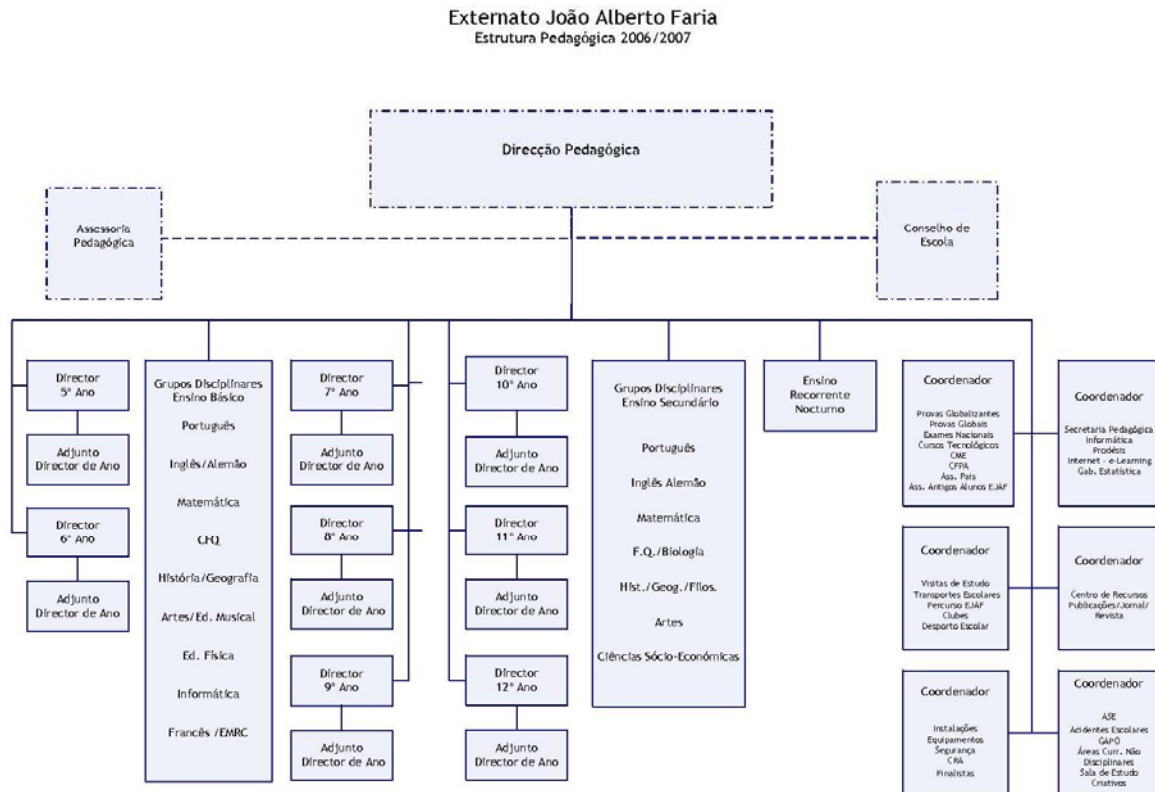 Externato João Alberto Faria
Estrutura Pedagógica 2006/2007
Direcção Pedagógica
Assessoria
Pedagógica
Conselho de
Escola
Director
5º Ano
Adjunto
Director de Ano
Director
6º Ano
Adjunto
Director de Ano
Grupos Disciplinares
Ensino Básico
Português
Inglês/Alemão
Matemática
CFQ
História/Geografia
Artes/Ed. Musical
Ed. Física
Informática
Francês /EMRC
Director
7º Ano
Adjunto
Director de Ano
Director
8º Ano
Adjunto
Director de Ano
Director
9º Ano
Adjunto
Director de Ano
Director
10º Ano
Adjunto
Director de Ano
Director
11º Ano
Adjunto
Director de Ano
Director
12º Ano
Adjunto
Director de Ano
Grupos Disciplinares
Ensino Secundário
Português
Inglês Alemão
Matemática
F.Q./Biologia
Hist./Geog./Filos.
Artes
Ciências Sócio-Económicas
Ensino
Recorrente
Nocturno
Coordenador
Provas Globalizantes
Provas Globais
Exames Nacionais
Cursos Tecnológicos
CME
CFPA
Ass. Pais
Ass. Antigos Alunos EJAF
Coordenador
Secretaria Pedagógica
Informática
Prodésis
Internet - e-Learning
Gab. Estatística
Coordenador
Visitas de Estudo
Transportes Escolares
Percurso EJAF
Clubes
Desporto Escolar
Coordenador
Centro de Recursos
Publicações/Jornal/
Revista
Coordenador
Instalações
Equipamentos
Segurança
CRA
Finalistas
Coordenador
ASE
Acidentes Escolares
GAPO
Áreas Curr. Não
Disciplinares
Sala de Estudo
Criativos